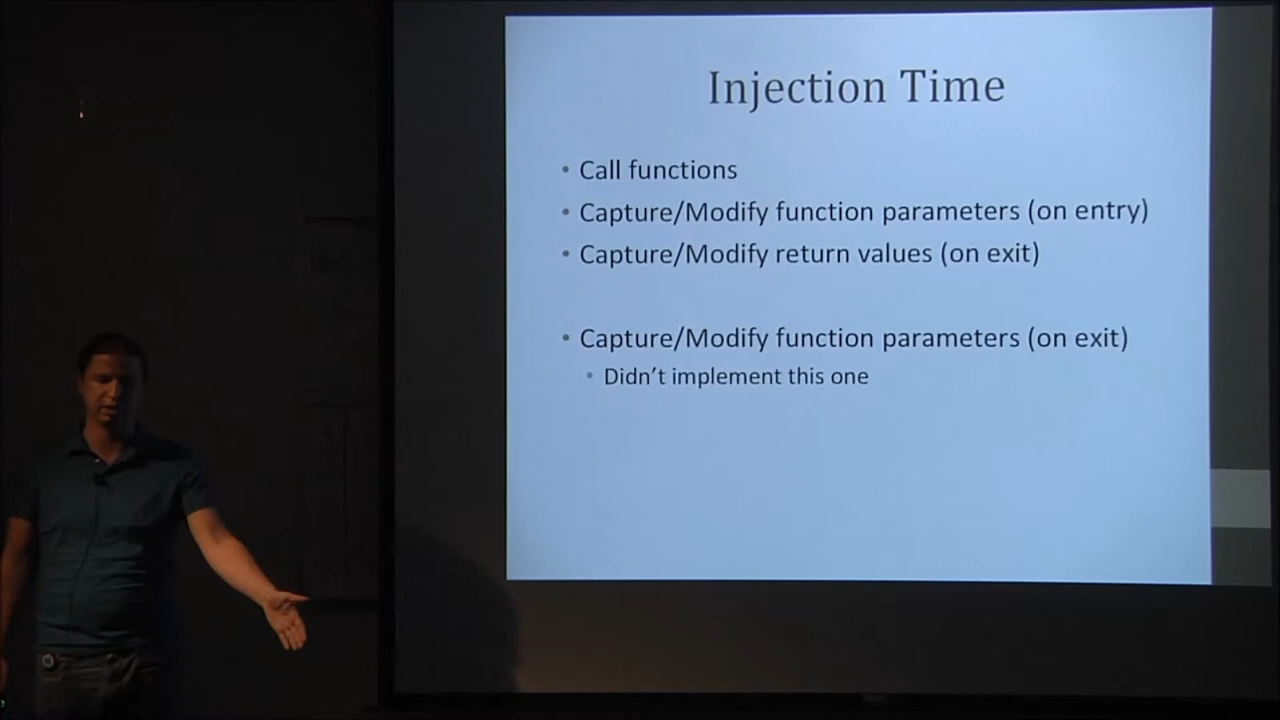 Injection Time
• Call functions
• Capture/Modify function parameters (on entry)
• Capture/Modify return values (on exit)
• Capture/Modify function parameters (on exit)
• Didn't implement this one